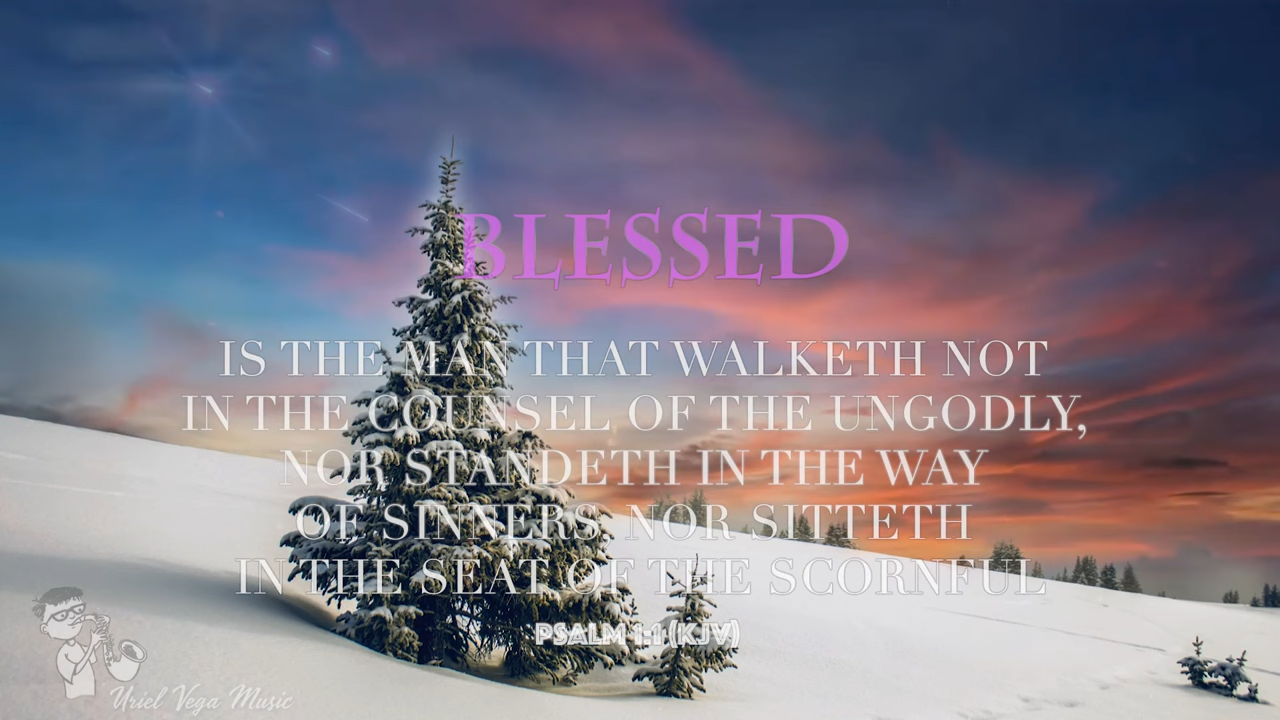 BLESSED
IS THE MAN THAT WALKETH NOT
IN THE COUNSEL OF THE UNGODLY,
NOR STANDETH IN THE WAY
OF SINNERS, NOR SITTETH
IN THE SEAT OF THE SCORNFUL
PSALM 1:1 (KJV)
Uriel Vega Music